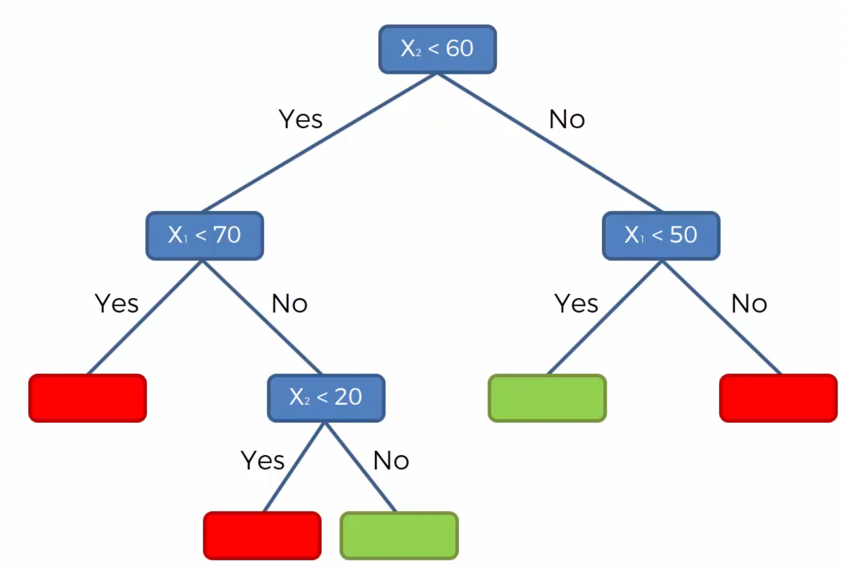 X₂ < 60
Yes
No
X₁ < 70
X₁ < 50
Yes
No
Yes
No
X₂ < 20
Yes
No